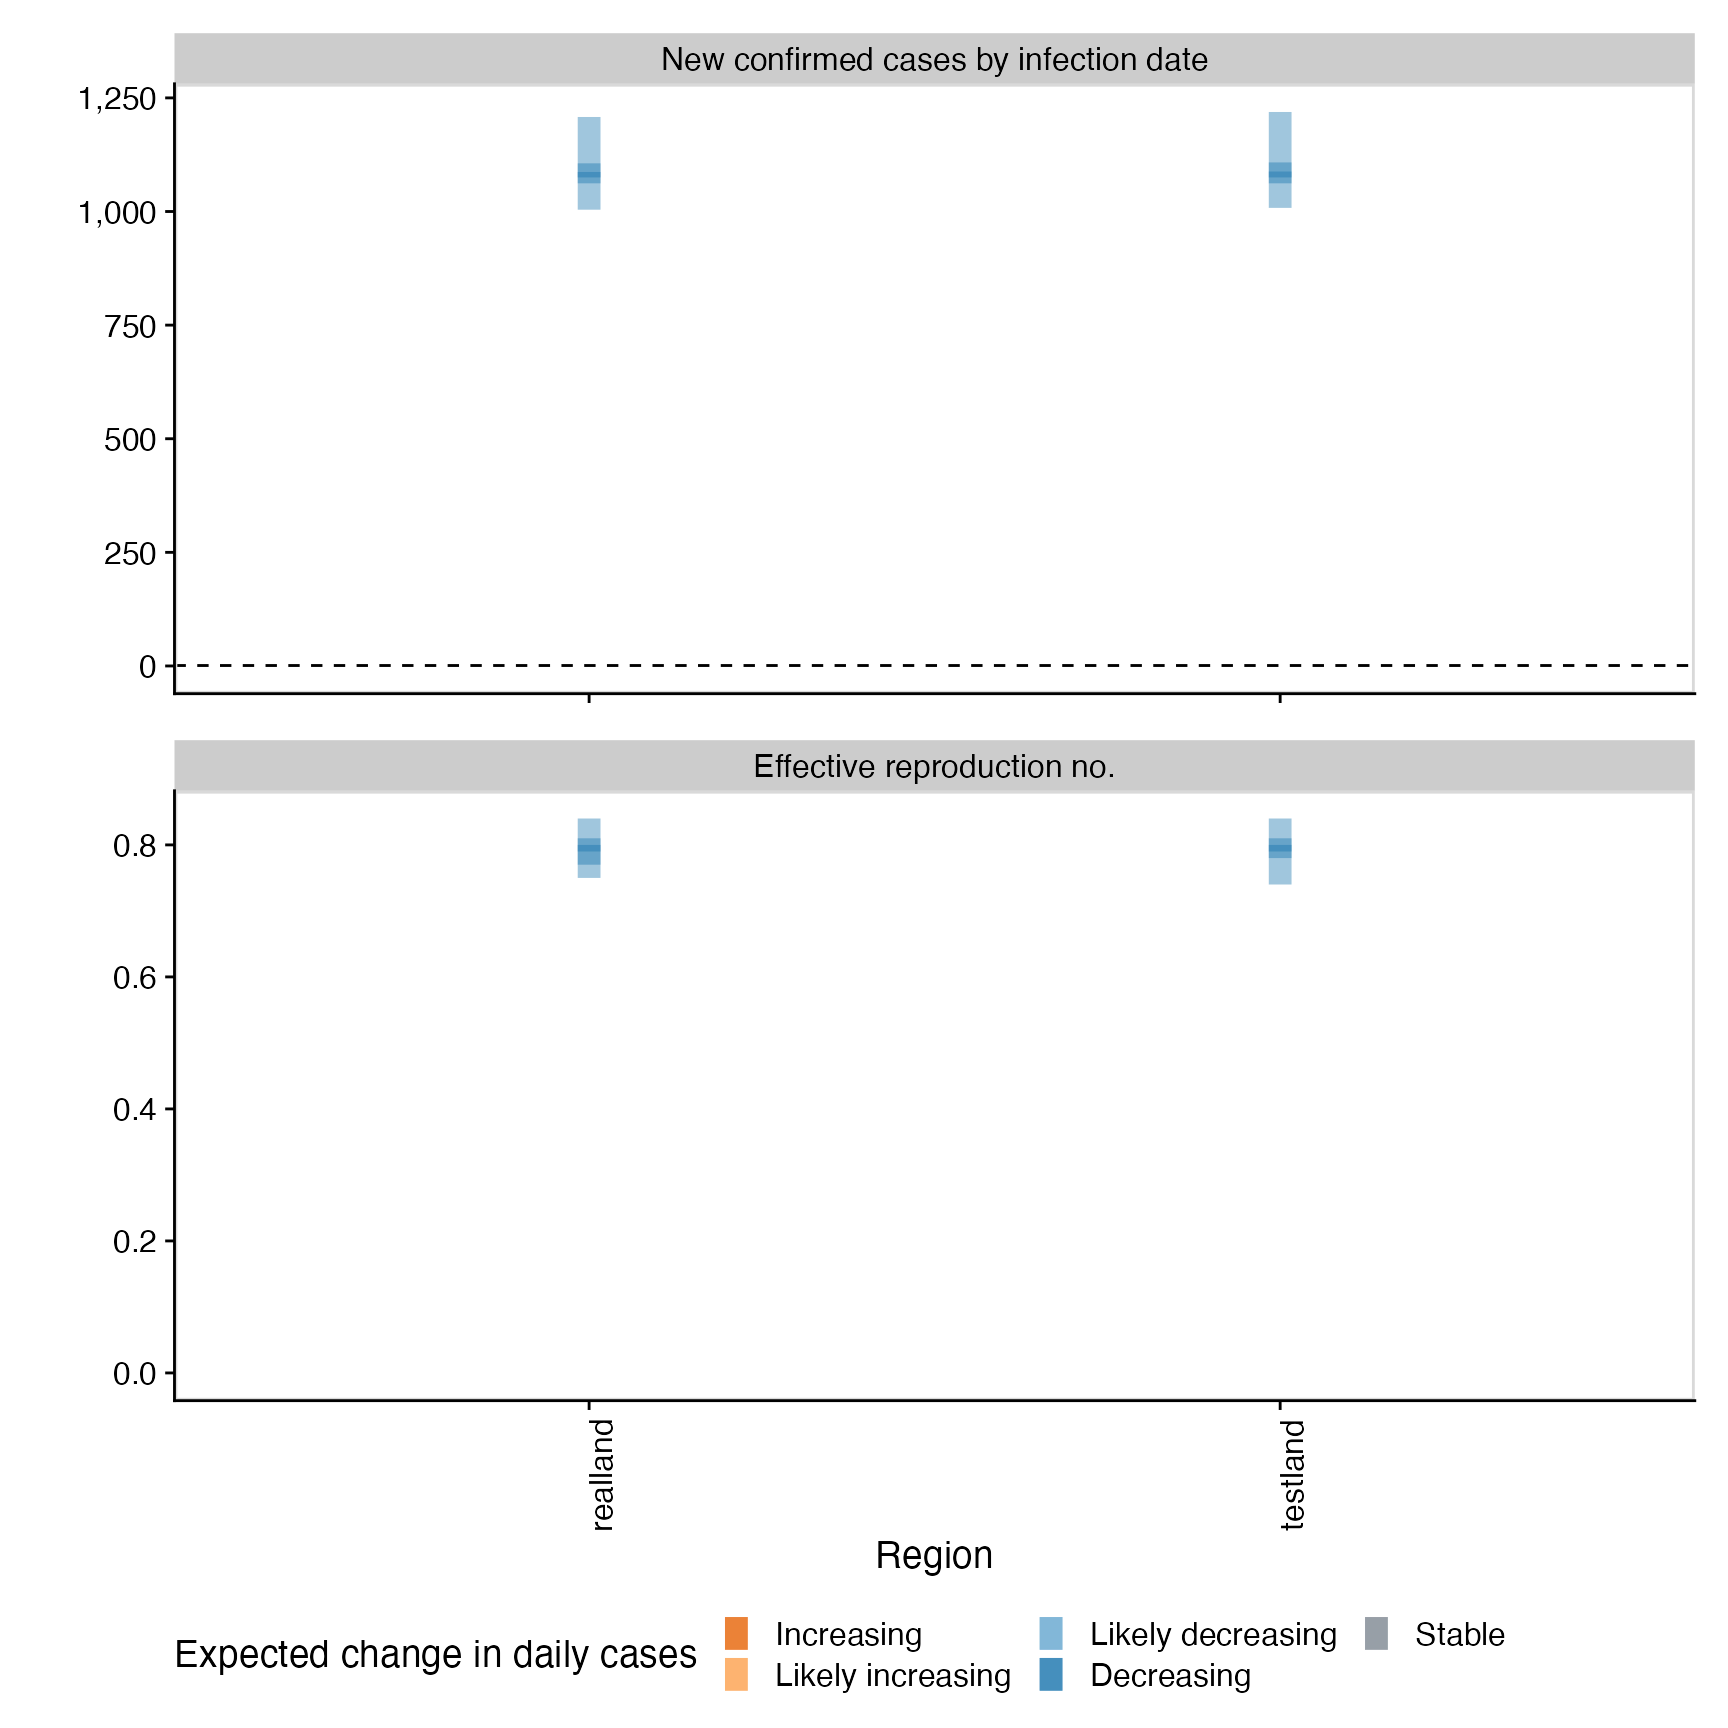 New confirmed cases by infection date
1,250
1,000
750
500
250
0
Effective reproduction no.
0.8
0.6
0.4
0.2
0.0
realland
testland
Region
Expected change in daily cases
Increasing
Likely increasing
Likely decreasing
Decreasing
Stable